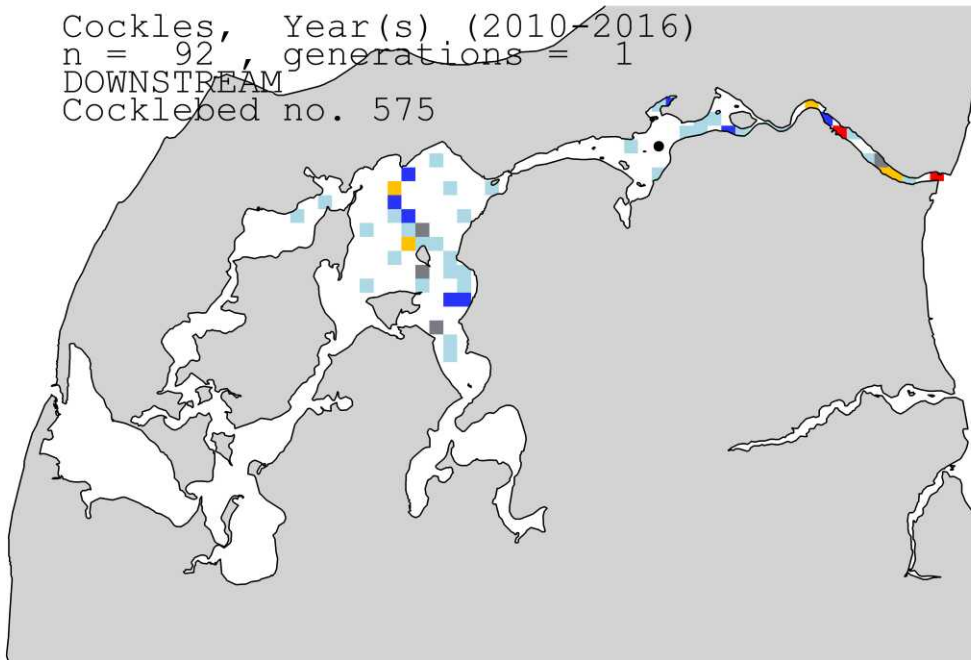 Cockles, Year(s) (2010-2016)
n = 92 , generations = 1
DOWNSTREAM
Cocklebed no. 575